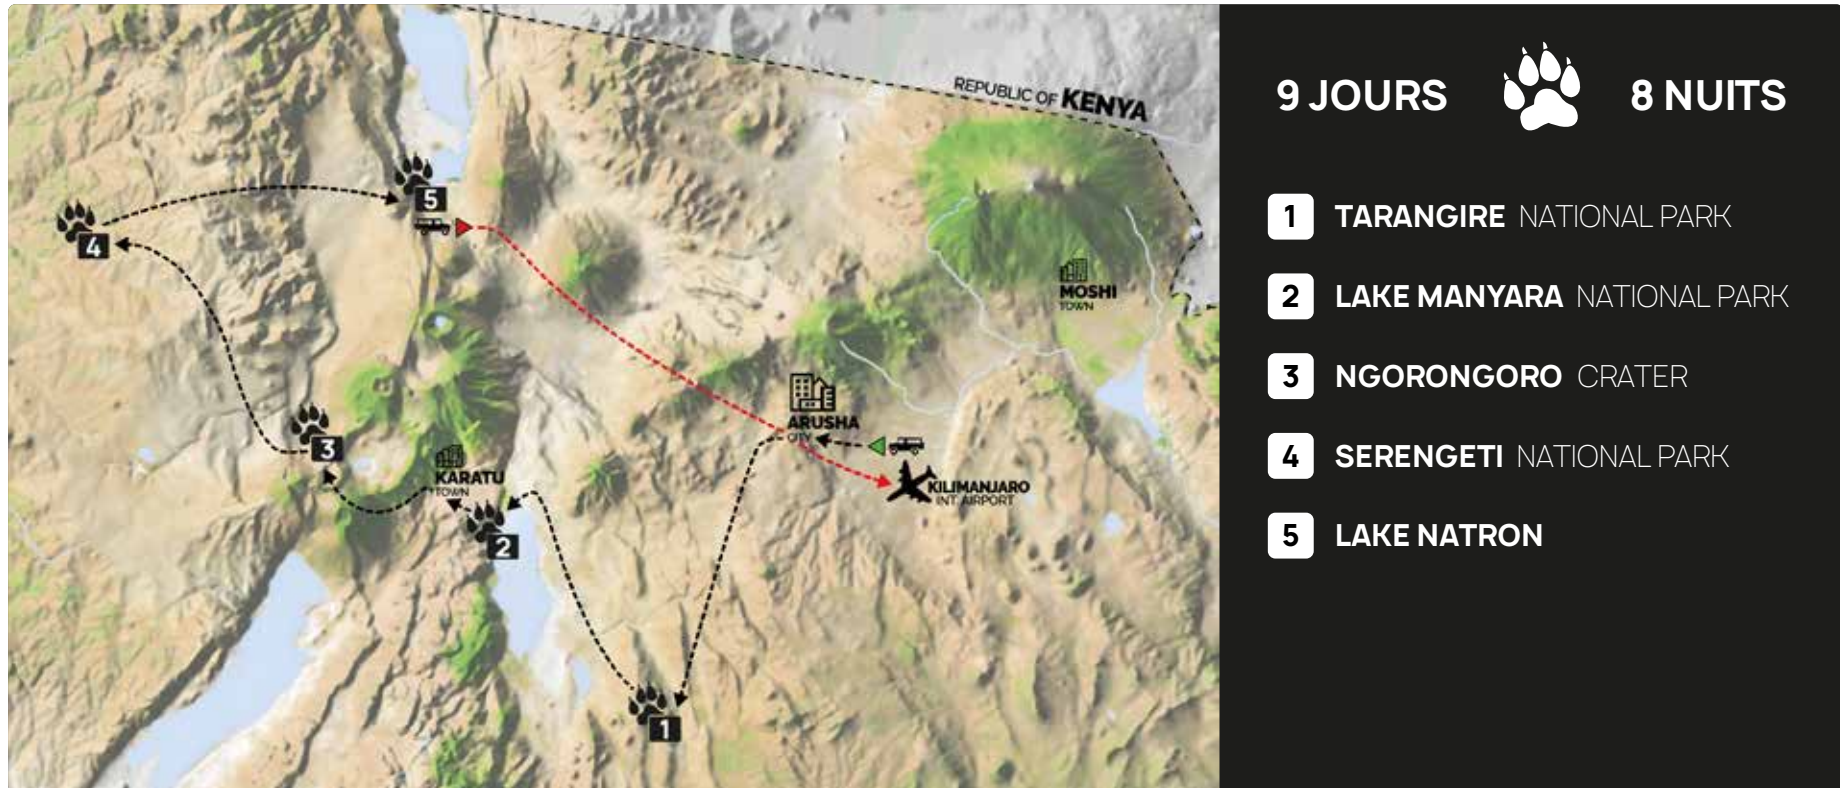 REPUBLIC OF KENYA
5
4
MOSHI
TOWN
ARUSHA
CITY
3
KARATU
TOWN
KILIMANJARO
INT. AIRPORT
2
1
9 JOURS 8 NUITS
1 TARANGIRE NATIONAL PARK
2 LAKE MANYARA NATIONAL PARK
3 NGORONGORO CRATER
4 SERENGETI NATIONAL PARK
5 LAKE NATRON